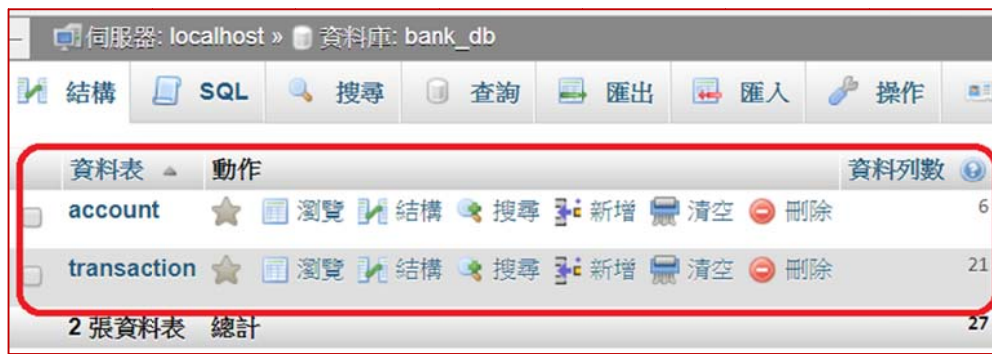 伺服器: localhost » 資料庫: bank_db
結構 SQL 搜尋 查詢 匯出 匯入 操作
資料表 動作 資料列數
account 瀏覽 結構 搜尋 新增 清空 刪除 6
transaction 瀏覽 結構 搜尋 新增 清空 刪除 21
2 張資料表 總計 27